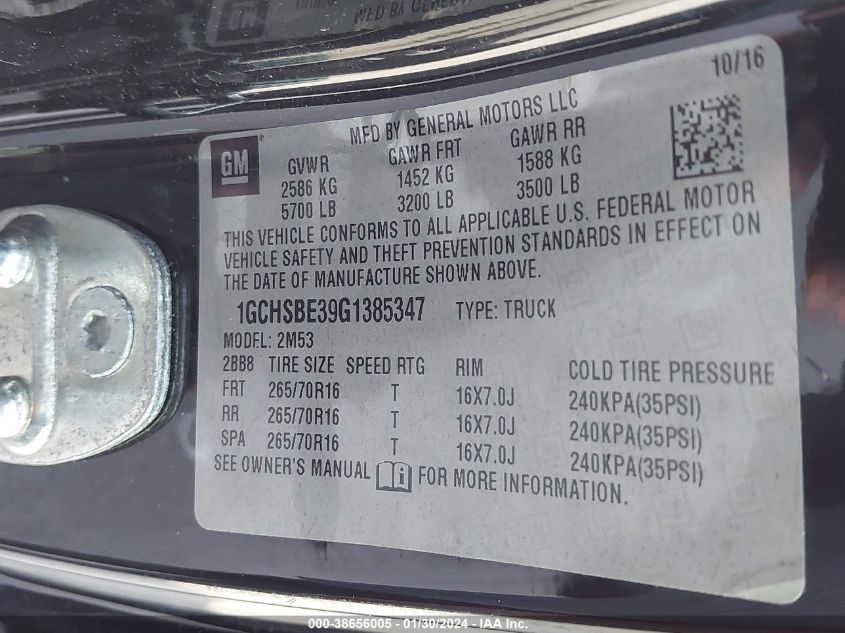 10/16
MFD BY GENERAL MOTORS LLC
GM
GVWR GAWR FRT GAWR RR
2586 KG 1452 KG 1588 KG
5700 LB 3200 LB 3500 LB
THIS VEHICLE CONFORMS TO ALL APPLICABLE U.S. FEDERAL MOTOR
VEHICLE SAFETY AND THEFT PREVENTION STANDARDS IN EFFECT ON
THE DATE OF MANUFACTURE SHOWN ABOVE.
1GCHSBE39G1385347 TYPE: TRUCK
MODEL: 2M53
2BB8 TIRE SIZE SPEED RTG RIM COLD TIRE PRESSURE
FRT 265/70R16 T 16X7.0J 240KPA(35PSI)
RR 265/70R16 T 16X7.0J 240KPA(35PSI)
SPA 265/70R16 T 16X7.0J 240KPA(35PSI)
SEE OWNER'S MANUAL FOR MORE INFORMATION.
000-38656005 - 01/30/2024 - IAA Inc.